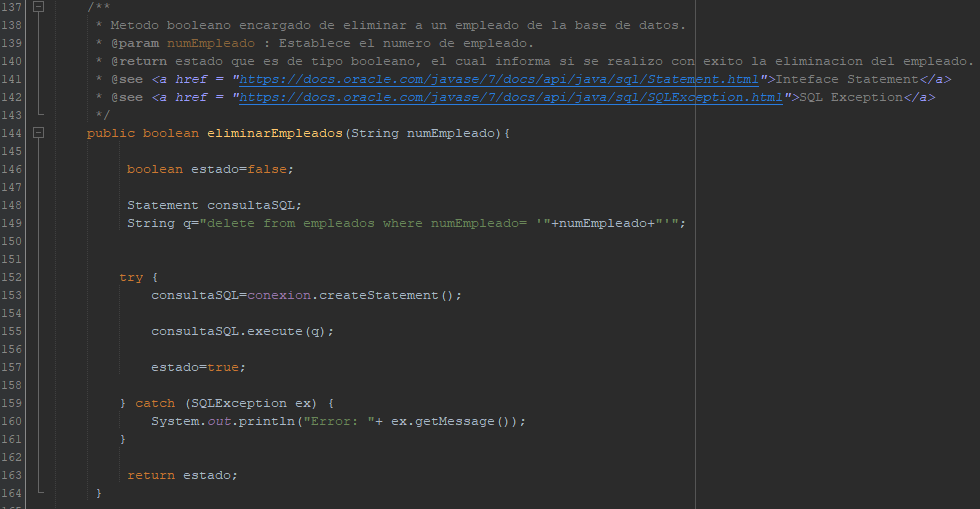 137 /**
138 * Metodo booleano encargado de eliminar a un empleado de la base de datos.
139 * @param numEmpleado : Establece el numero de empleado.
140 * @return estado que es de tipo booleano, el cual informa si se realizo con exito la eliminacion del empleado.
141 * @see <a href = "https://docs.oracle.com/javase/7/docs/api/java/sql/Statement.html">Inteface Statement</a>
142 * @see <a href = "https://docs.oracle.com/javase/7/docs/api/java/sql/SQLException.html">SQL Exception</a>
143 */
144 public boolean eliminarEmpleados(String numEmpleado){
145
146 boolean estado=false;
147
148 Statement consultaSQL;
149 String q="delete from empleados where numEmpleado= '"+numEmpleado+"'";
150
151
152 try {
153 consultaSQL=conexion.createStatement();
154
155 consultaSQL.execute(q);
156
157 estado=true;
158
159 } catch (SQLException ex) {
160 System.out.println("Error: "+ ex.getMessage());
161 }
162
163 return estado;
164 }